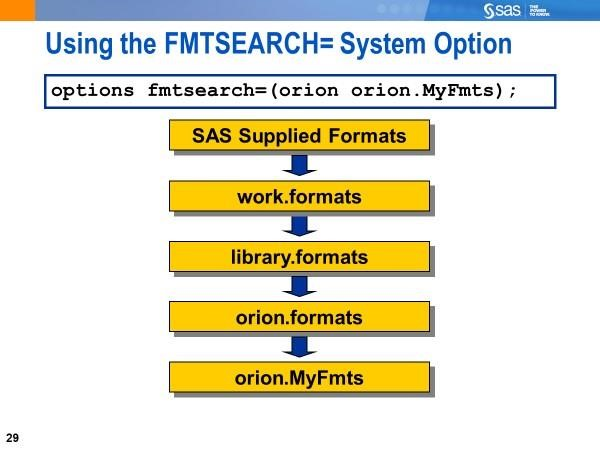 sas THE POWER TO KNOW.
Using the FMTSEARCH= System Option
options fmtsearch=(orion orion.MyFmts);
SAS Supplied Formats
work.formats
library.formats
orion.formats
orion.MyFmts
29